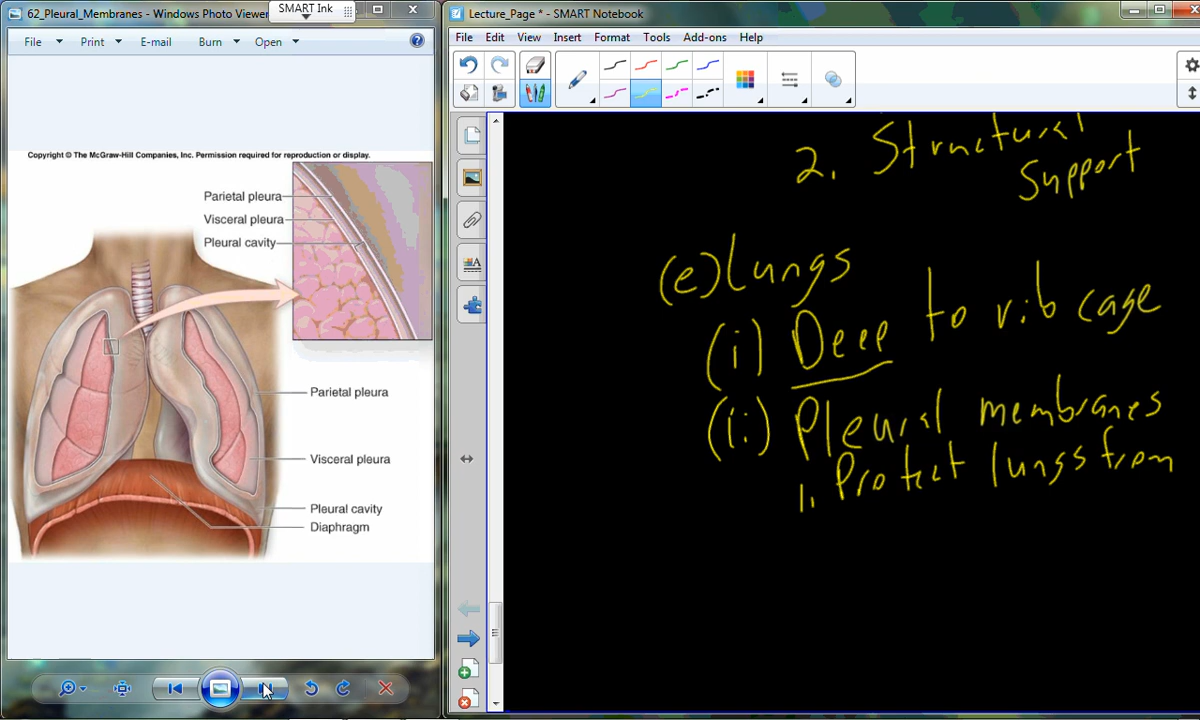 62_Pleural_Membranes - Windows Photo Viewer
SMART Ink
File Print E-mail Burn Open
Copyright © The McGraw-Hill Companies, Inc. Permission required for reproduction or display.
Parietal pleura
Visceral pleura
Pleural cavity
Parietal pleura
Visceral pleura
Pleural cavity
Diaphragm
Lecture_Page * - SMART Notebook
File Edit View Insert Format Tools Add-ons Help
2. Structural
Support
(e) Lungs
(i) Deep to rib cage
(ii) Pleural membranes
1. Protect lungs from